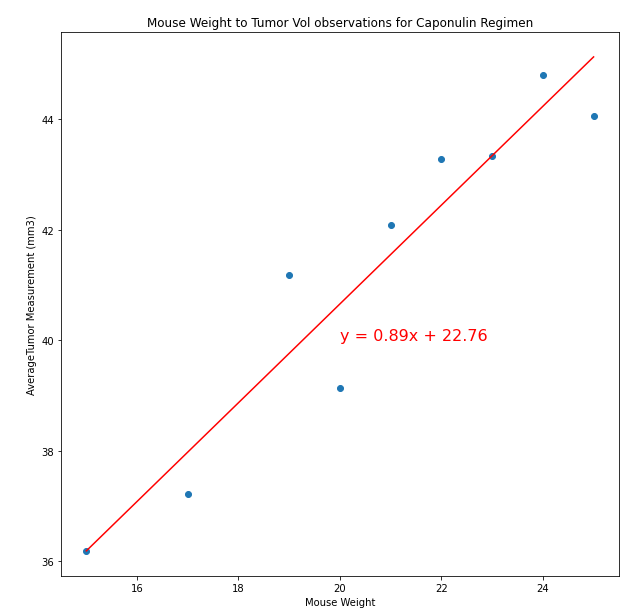 Mouse Weight to Tumor Vol observations for Caponulin Regimen
AverageTumor Measurement (mm3)
44
42
40
38
36
y = 0.89x + 22.76
16
18
20
22
24
Mouse Weight